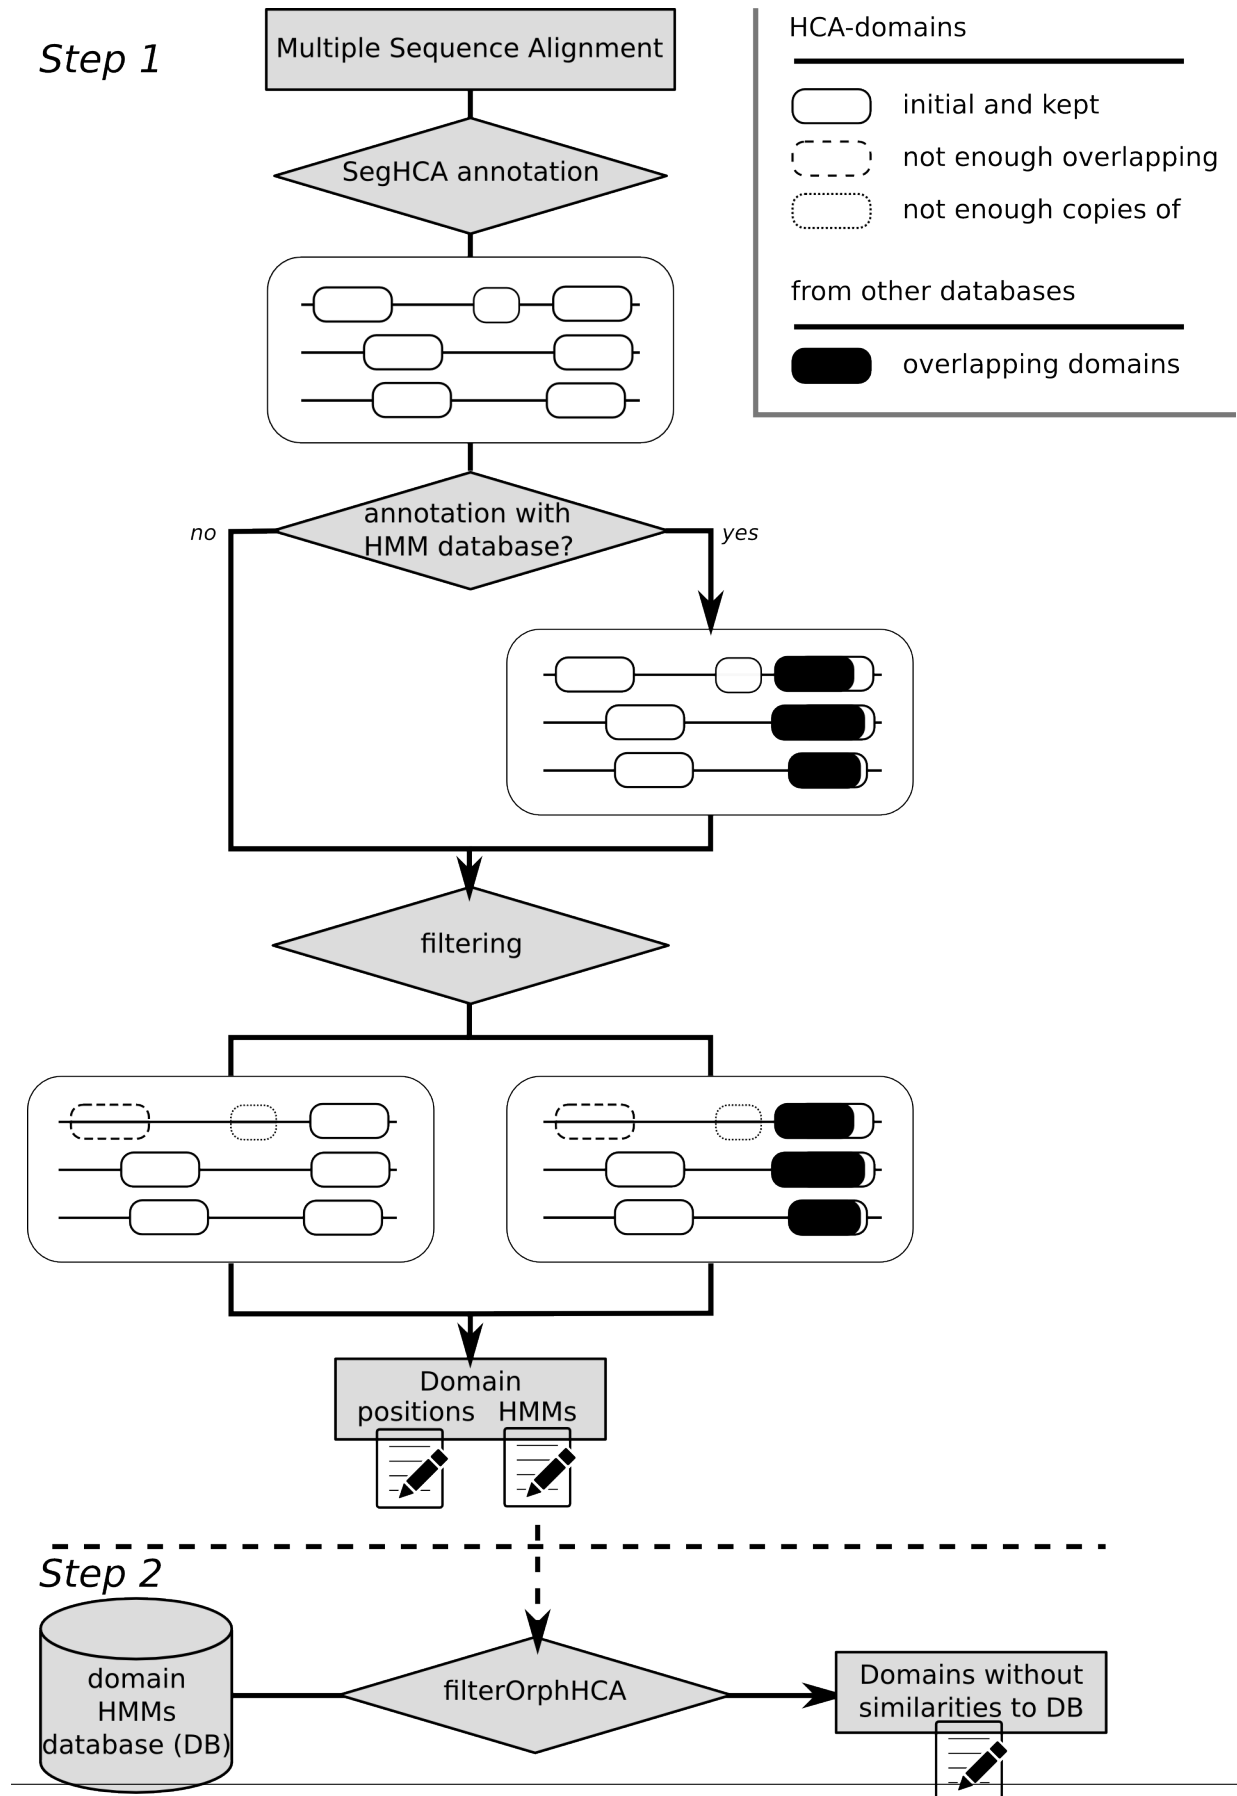 Step 1
Multiple Sequence Alignment
SegHCA annotation
HCA-domains
initial and kept
not enough overlapping
not enough copies of
from other databases
overlapping domains
annotation with
HMM database?
no
yes
filtering
Domain
positions HMMs
Step 2
domain
HMMs
database (DB)
filterOrphHCA
Domains without
similarities to DB